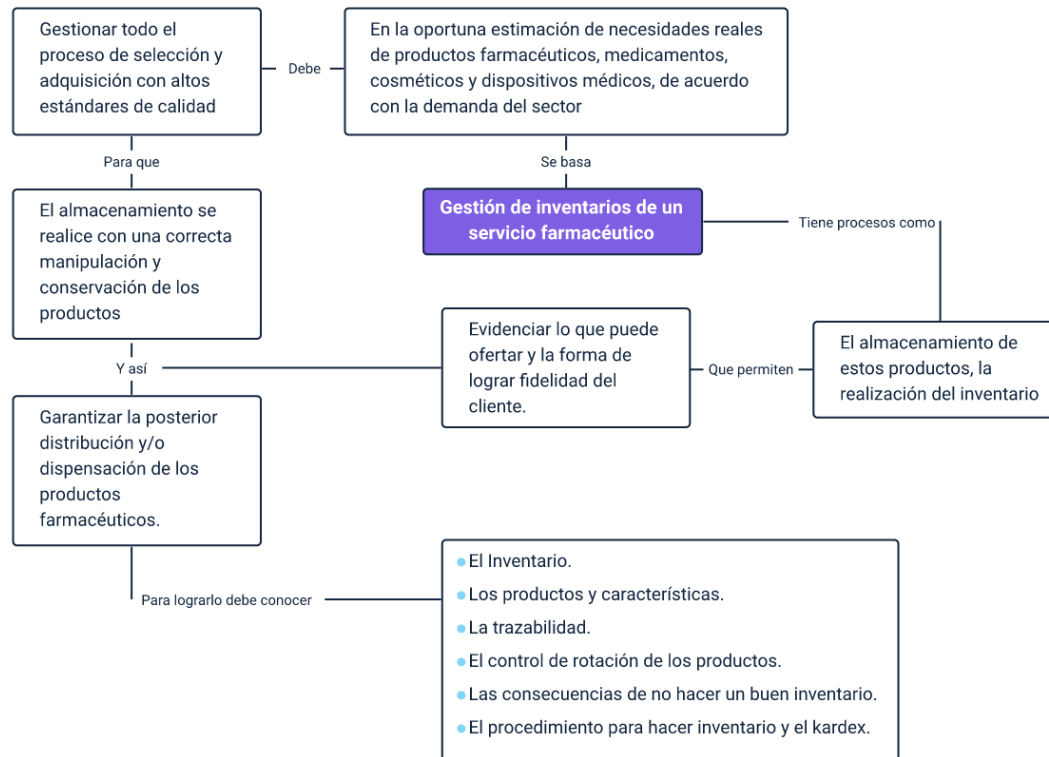 Gestionar todo el
proceso de selección y
adquisición con altos
estándares de calidad
Debe
En la oportuna estimación de necesidades reales
de productos farmacéuticos, medicamentos,
cosméticos y dispositivos médicos, de acuerdo
con la demanda del sector
Para que
Se basa
El almacenamiento se
realice con una correcta
manipulación y
conservación de los
productos
Gestión de inventarios de un
servicio farmacéutico
Tiene procesos como
Evidenciar lo que puede
ofertar y la forma de
lograr fidelidad del
cliente.
Que permiten
El almacenamiento de
estos productos, la
realización del inventario
Y así
Garantizar la posterior
distribución y/o
dispensación de los
productos
farmacéuticos.
Para lograrlo debe conocer
El Inventario.
Los productos y características.
La trazabilidad.
El control de rotación de los productos.
Las consecuencias de no hacer un buen inventario.
El procedimiento para hacer inventario y el kardex.